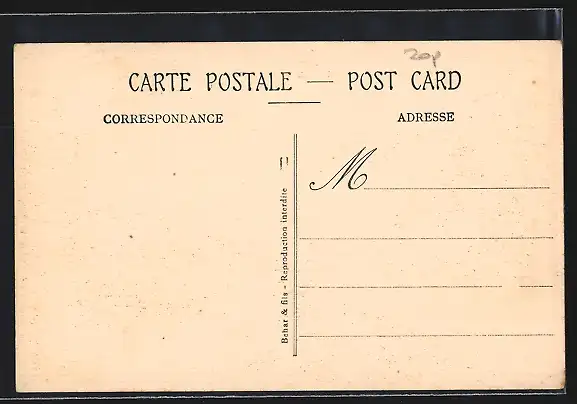 CARTE POSTALE — POST CARD
CORRESPONDANCE
ADRESSE
M
Behar & fils - Reproduction interdite